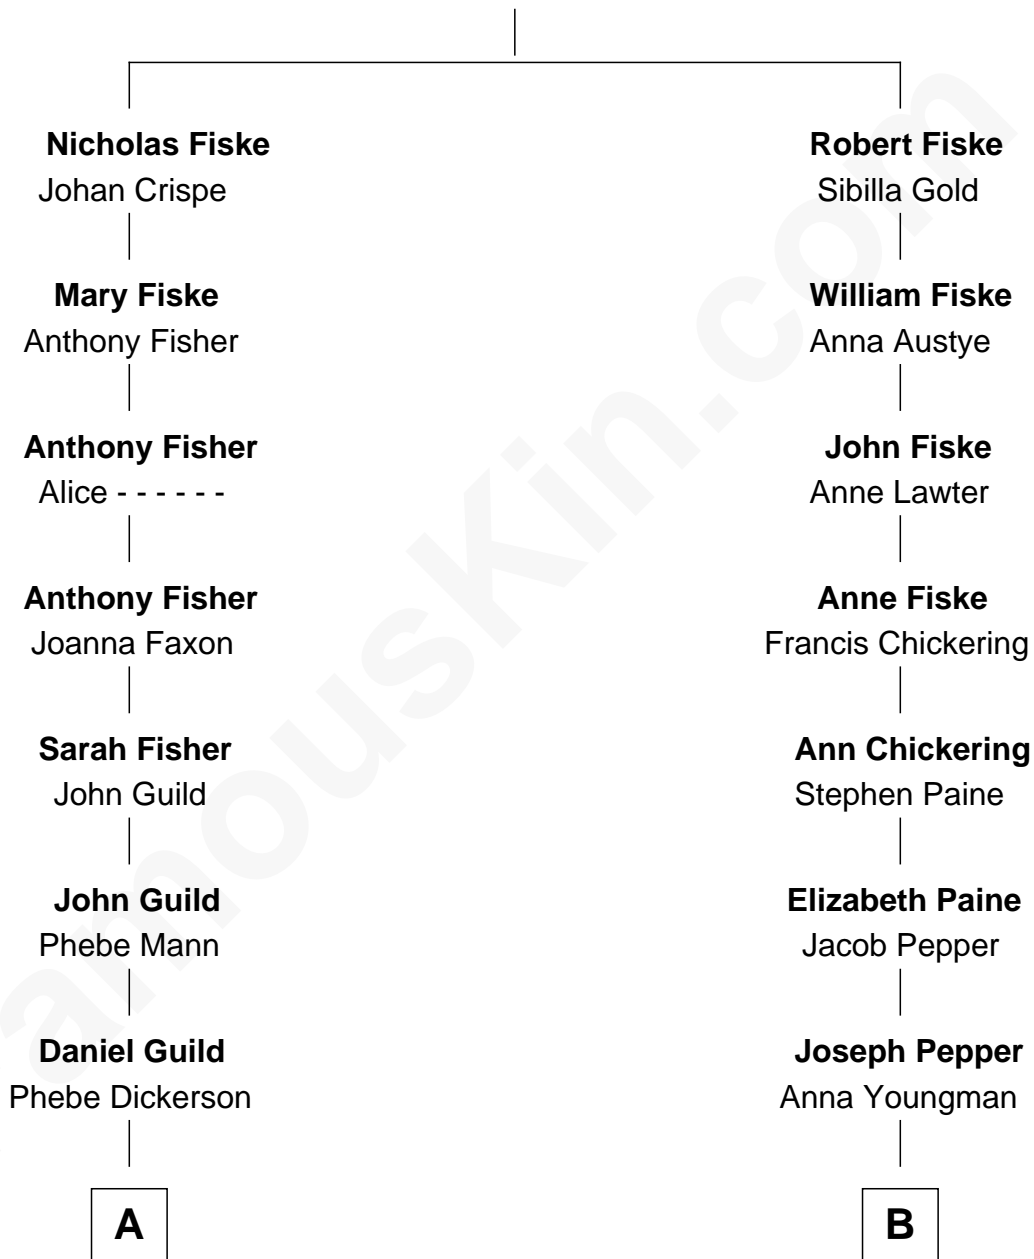 Nicholas Fiske
Johan Crispe
Mary Fiske
Anthony Fisher
Anthony Fisher
Alice - - - - - -
Anthony Fisher
Joanna Faxon
Sarah Fisher
John Guild
John Guild
Phebe Mann
Daniel Guild
Phebe Dickerson
A
Robert Fiske
Sibilla Gold
William Fiske
Anna Austye
John Fiske
Anne Lawter
Anne Fiske
Francis Chickering
Ann Chickering
Stephen Paine
Elizabeth Paine
Jacob Pepper
Joseph Pepper
Anna Youngman
B
amousKin.com